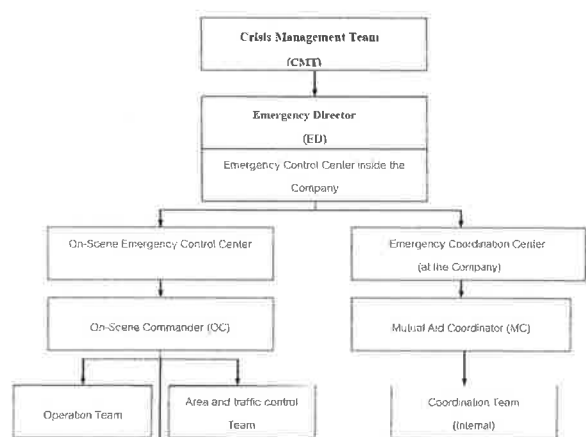 Crisis Management Team
(CMT)
Emergency Director
(ED)
Emergency Control Center inside the
Company
On-Scene Emergency Control Center
Emergency Coordination Center
(at the Company)
On-Scene Commander (OC)
Mutual Aid Coordinator (MC)
Operation Team
Area and traffic control
Team
Coordination Team
(Internal)